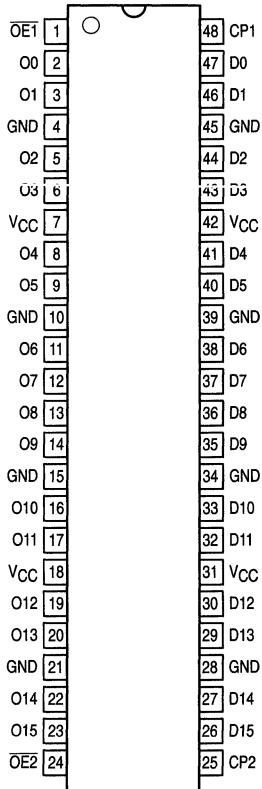 OE1 1 48 CP1
O0 2 47 D0
O1 3 46 D1
GND 4 45 GND
O2 5 44 D2
O3 6 43 D3
VCC 7 42 VCC
O4 8 41 D4
O5 9 40 D5
GND 10 39 GND
O6 11 38 D6
O7 12 37 D7
O8 13 36 D8
O9 14 35 D9
GND 15 34 GND
O10 16 33 D10
O11 17 32 D11
VCC 18 31 VCC
O12 19 30 D12
O13 20 29 D13
GND 21 28 GND
O14 22 27 D14
O15 23 26 D15
OE2 24 25 CP2